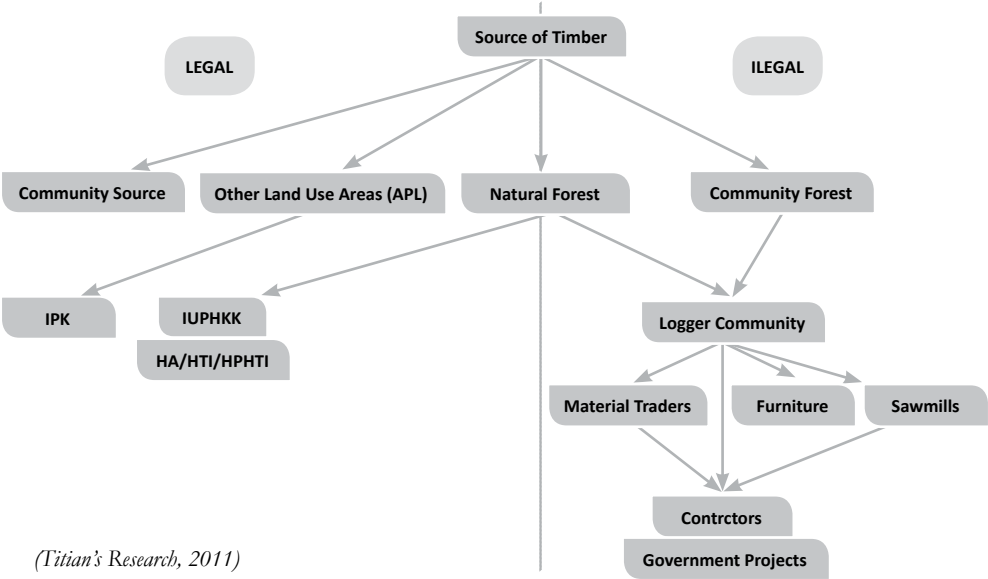 Source of Timber
LEGAL
ILEGAL
Community Source
Other Land Use Areas (APL)
Natural Forest
Community Forest
IPK
IUPHKK
HA/HTI/HPHTI
Logger Community
Material Traders
Furniture
Sawmills
Contrctors
Government Projects
(Titian's Research, 2011)